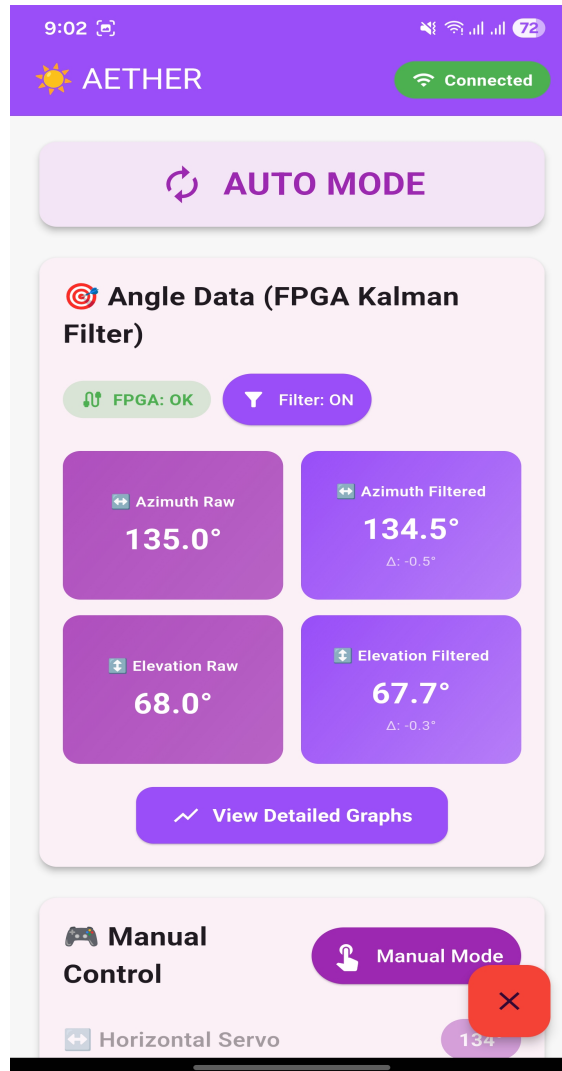 9:02
72
AETHER
Connected
AUTO MODE
Angle Data (FPGA Kalman
Filter)
FPGA: OK
Filter: ON
Azimuth Raw
135.0°
Azimuth Filtered
134.5°
Δ: -0.5°
Elevation Raw
68.0°
Elevation Filtered
67.7°
Δ: -0.3°
View Detailed Graphs
Manual
Control
Manual Mode
Horizontal Servo
134°